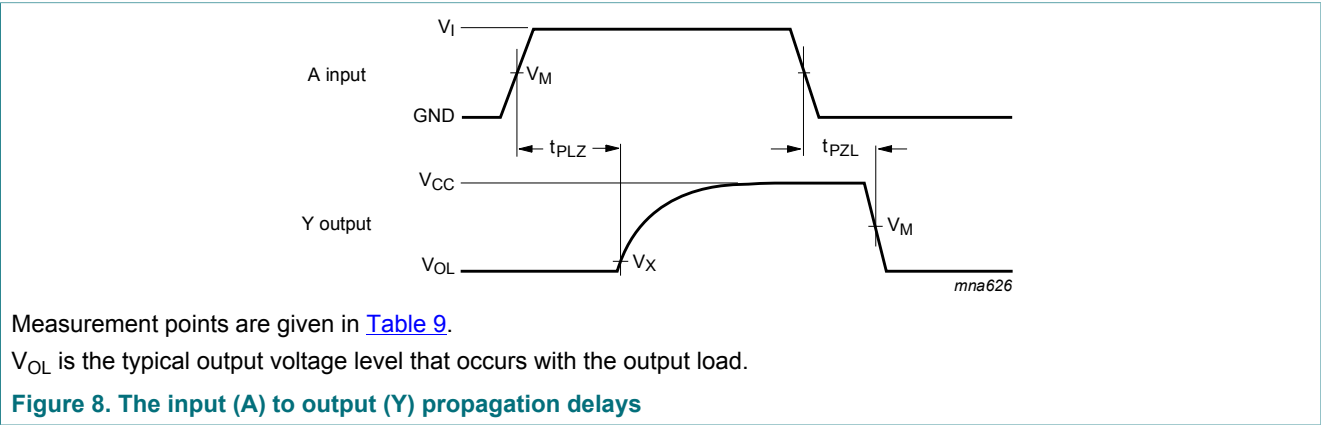 V_I
A input
V_M
GND
t_PLZ
t_PZL
V_CC
Y output
V_M
V_OL
V_X
mna626
Measurement points are given in Table 9.
V_OL is the typical output voltage level that occurs with the output load.
Figure 8. The input (A) to output (Y) propagation delays